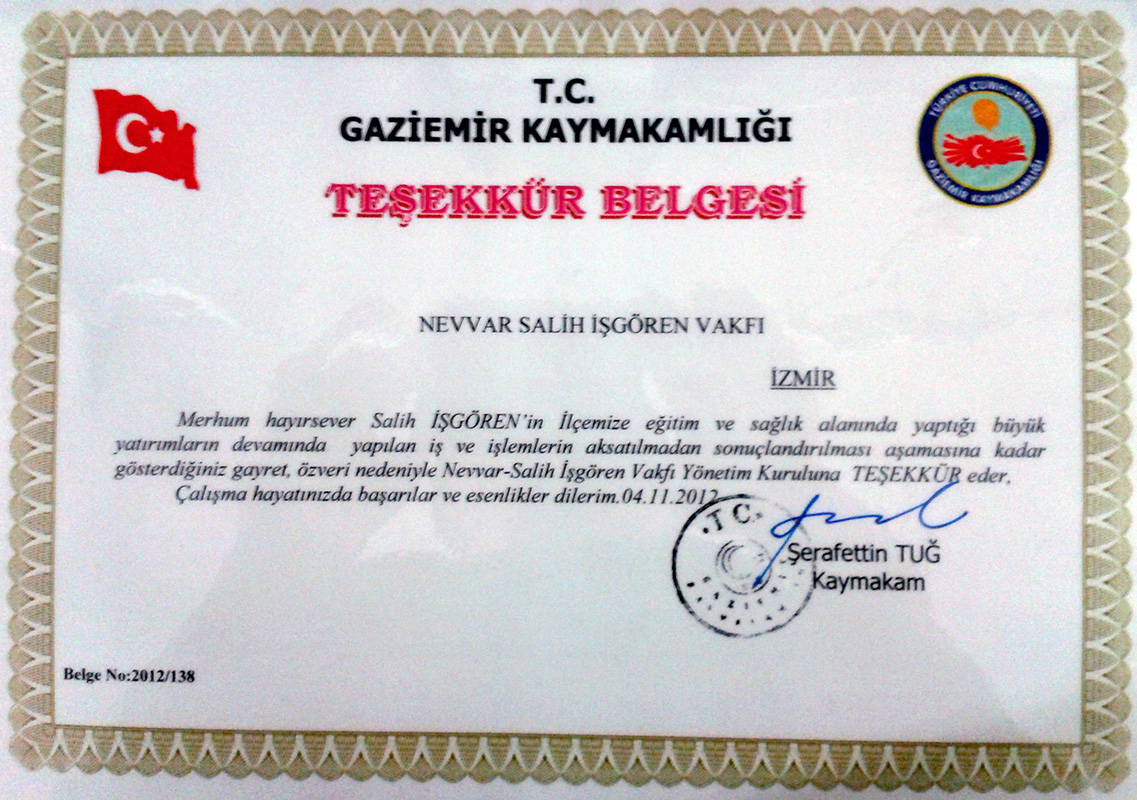 T.C.
GAZİEMİR KAYMAKAMLIĞI
TÜRKİYE CUMHURİYETİ
GAZİEMİR KAYMAKAMLIĞI
TEŞEKKÜR BELGESİ
NEVVAR SALİH İŞGÖREN VAKFI
İZMİR
Merhum hayırsever Salih İŞGÖREN'in İlçemize eğitim ve sağlık alanında yaptığı büyük
yatırımların devamında yapılan iş ve işlemlerin aksatılmadan sonuçlandırılması aşamasına kadar
gösterdiğiniz gayret, özveri nedeniyle Nevvar-Salih İşgören Vakfı Yönetim Kuruluna TEŞEKKÜR eder,
Çalışma hayatınızda başarılar ve esenlikler dilerim.04.11.2012
T C.
Şerafettin TUĞ
Kaymakam
Belge No:2012/138